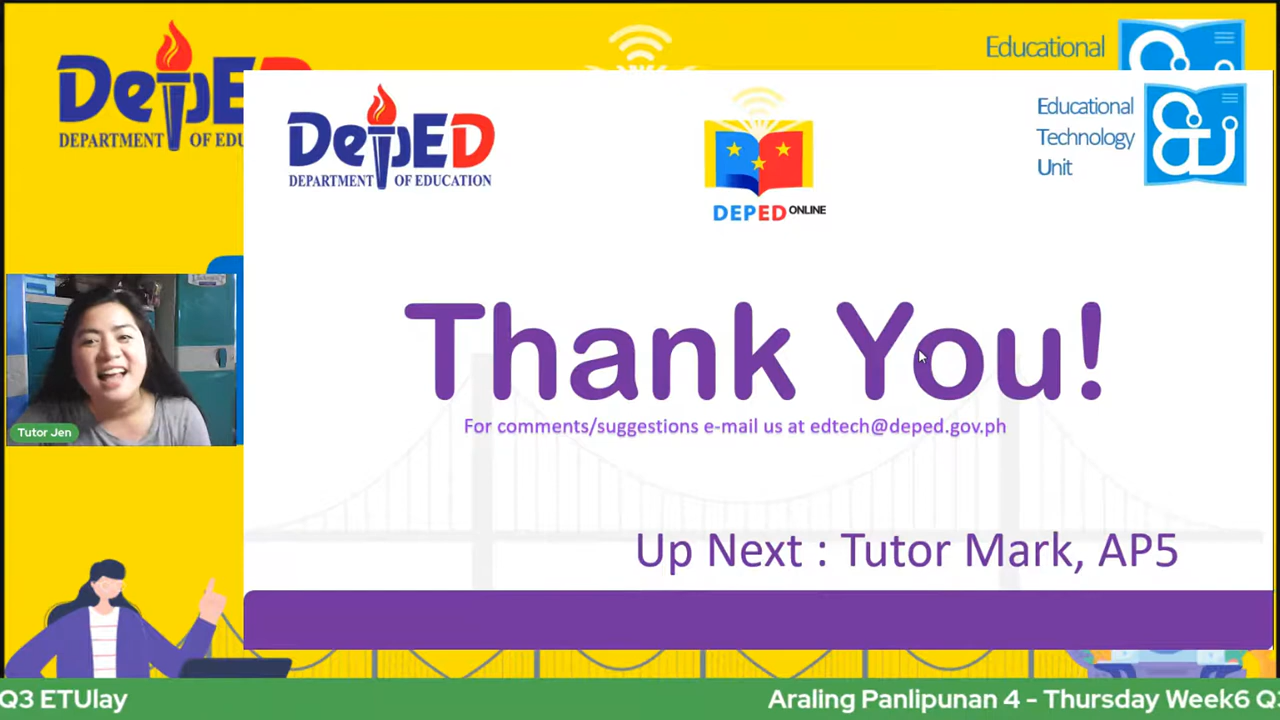 DepED
DEPARTMENT OF EDU
Educational
DepED
DEPARTMENT OF EDUCATION
DEPED ONLINE
Educational
Technology
Unit
Thank You!
For comments/suggestions e-mail us at edtech@deped.gov.ph
Tutor Jen
Up Next : Tutor Mark, AP5
Q3 ETUlay
Araling Panlipunan 4 - Thursday Week6 Q3